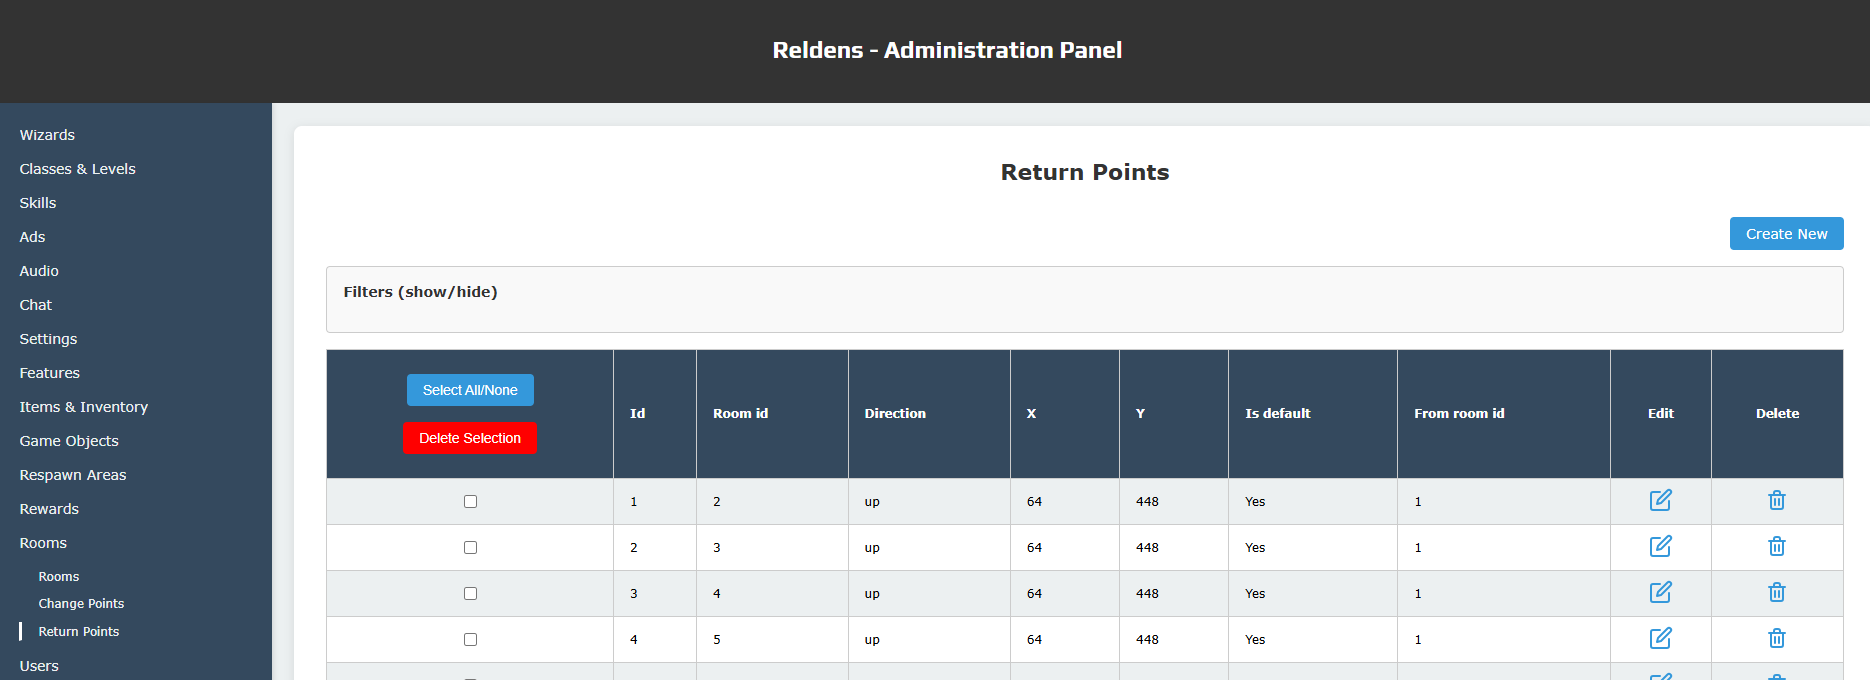 Reldens - Administration Panel
Wizards
Classes & Levels
Skills
Ads
Audio
Chat
Settings
Features
Items & Inventory
Game Objects
Respawn Areas
Rewards
Rooms
Rooms
Change Points
Return Points
Users
Return Points
Create New
Filters (show/hide)
Select All/None
Delete Selection
Id Room id Direction X Y Is default From room id Edit Delete
1 2 up 64 448 Yes 1
2 3 up 64 448 Yes 1
3 4 up 64 448 Yes 1
4 5 up 64 448 Yes 1